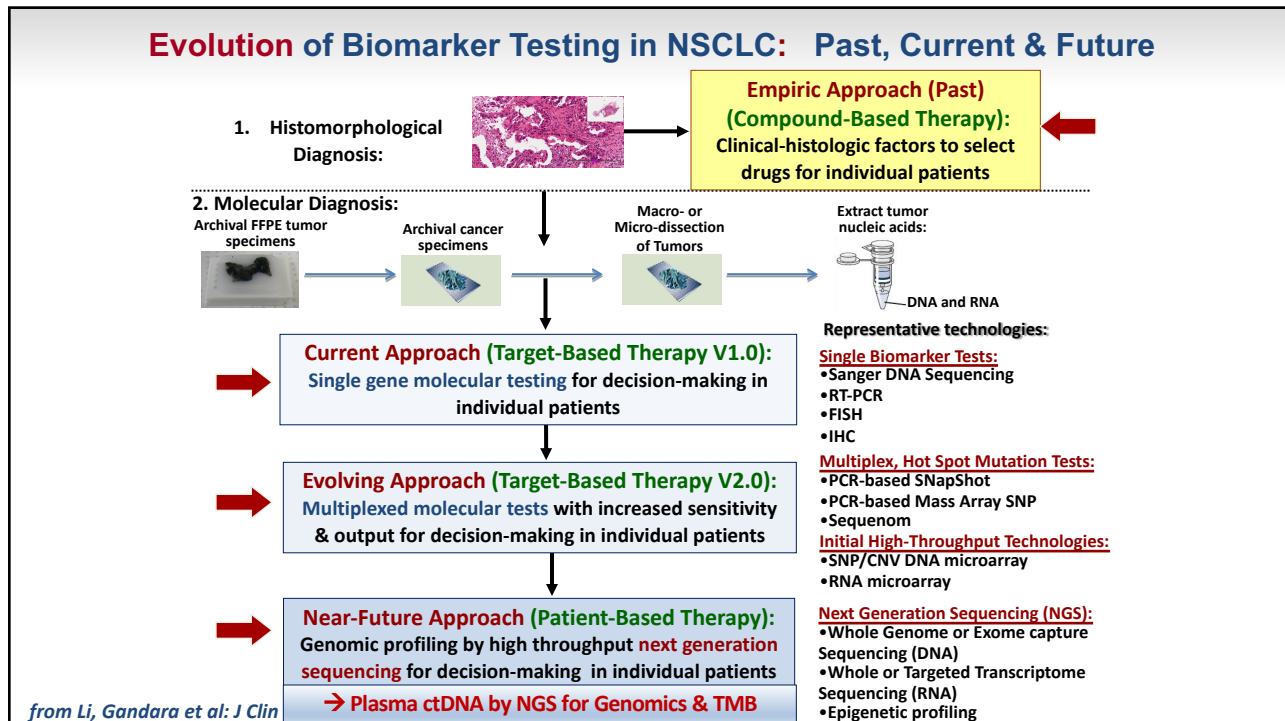 Evolution of Biomarker Testing in NSCLC: Past, Current & Future
1. Histomorphological
Diagnosis:
Empiric Approach (Past)
(Compound-Based Therapy):
Clinical-histologic factors to select
drugs for individual patients
2. Molecular Diagnosis:
Archival FFPE tumor
specimens
Archival cancer
specimens
Macro- or
Micro-dissection
of Tumors
Extract tumor
nucleic acids:
DNA and RNA
Representative technologies:
Current Approach (Target-Based Therapy V1.0):
Single gene molecular testing for decision-making in
individual patients
Single Biomarker Tests:
•Sanger DNA Sequencing
•RT-PCR
•FISH
•IHC
Evolving Approach (Target-Based Therapy V2.0):
Multiplexed molecular tests with increased sensitivity
& output for decision-making in individual patients
Multiplex, Hot Spot Mutation Tests:
•PCR-based SNapShot
•PCR-based Mass Array SNP
•Sequenom
Initial High-Throughput Technologies:
•SNP/CNV DNA microarray
•RNA microarray
Near-Future Approach (Patient-Based Therapy):
Genomic profiling by high throughput next generation
sequencing for decision-making in individual patients
→ Plasma ctDNA by NGS for Genomics & TMB
Next Generation Sequencing (NGS):
•Whole Genome or Exome capture
Sequencing (DNA)
•Whole or Targeted Transcriptome
Sequencing (RNA)
•Epigenetic profiling
from Li, Gandara et al: J Clin